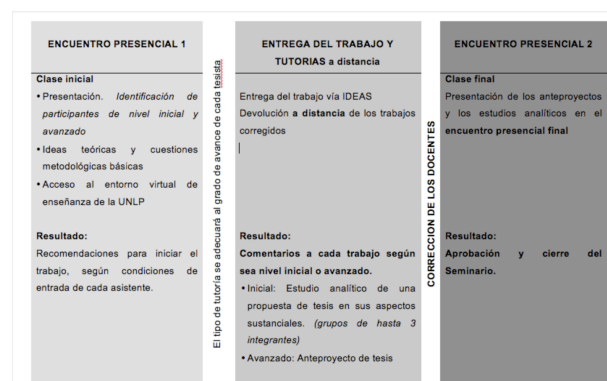 ENCUENTRO PRESENCIAL 1
Clase inicial
• Presentación. Identificación de
participantes de nivel inicial y
avanzado
• Ideas teóricas y cuestiones
metodológicas básicas
• Acceso al entorno virtual de
enseñanza de la UNLP
Resultado:
Recomendaciones para iniciar el
trabajo, según condiciones de
entrada de cada asistente.
El tipo de tutoría se adecuará al grado de avance de cada tesista
ENTREGA DEL TRABAJO Y
TUTORIAS a distancia
Entrega del trabajo vía IDEAS
Devolución a distancia de los trabajos
corregidos
Resultado:
Comentarios a cada trabajo según
sea nivel inicial o avanzado.
• Inicial: Estudio analítico de una
propuesta de tesis en sus aspectos
sustanciales. (grupos de hasta 3
integrantes)
• Avanzado: Anteproyecto de tesis
CORRECCION DE LOS DOCENTES
ENCUENTRO PRESENCIAL 2
Clase final
Presentación de los anteproyectos
y los estudios analíticos en el
encuentro presencial final
Resultado:
Aprobación y cierre del
Seminario.